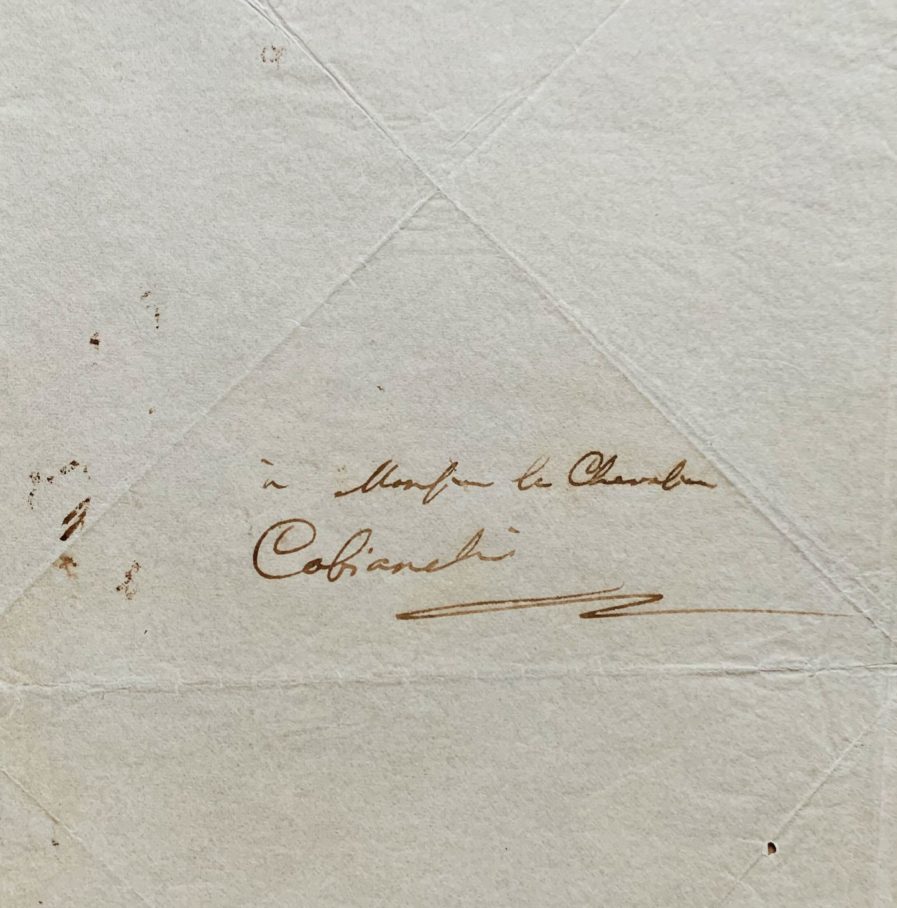 à Monsieur le Chevalier
Cobianchi